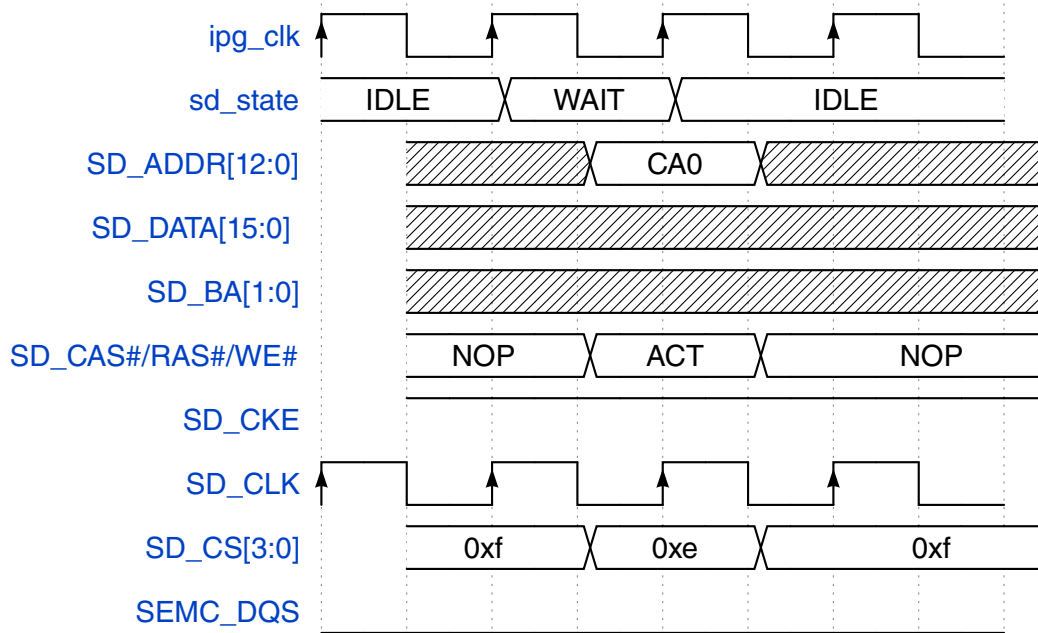 ipg_clk
sd_state IDLE WAIT IDLE
SD_ADDR[12:0] CA0
SD_DATA[15:0]
SD_BA[1:0]
SD_CAS#/RAS#/WE# NOP ACT NOP
SD_CKE
SD_CLK
SD_CS[3:0] 0xf 0xe 0xf
SEMC_DQS